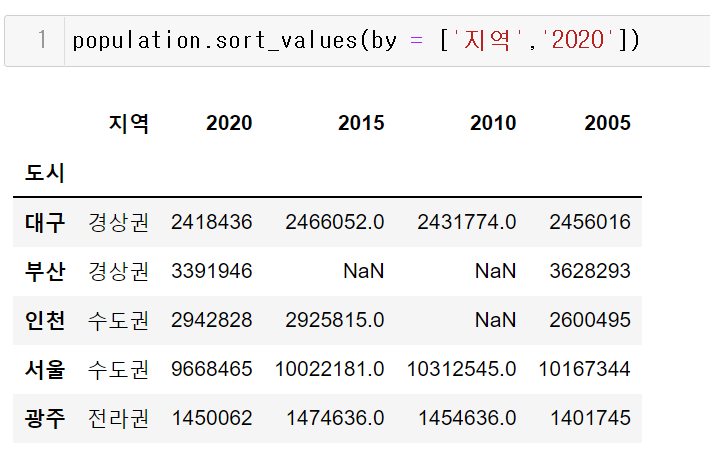 1 population.sort_values(by = ['지역','2020'])
지역 2020 2015 2010 2005
도시
대구 경상권 2418436 2466052.0 2431774.0 2456016
부산 경상권 3391946 NaN NaN 3628293
인천 수도권 2942828 2925815.0 NaN 2600495
서울 수도권 9668465 10022181.0 10312545.0 10167344
광주 전라권 1450062 1474636.0 1454636.0 1401745